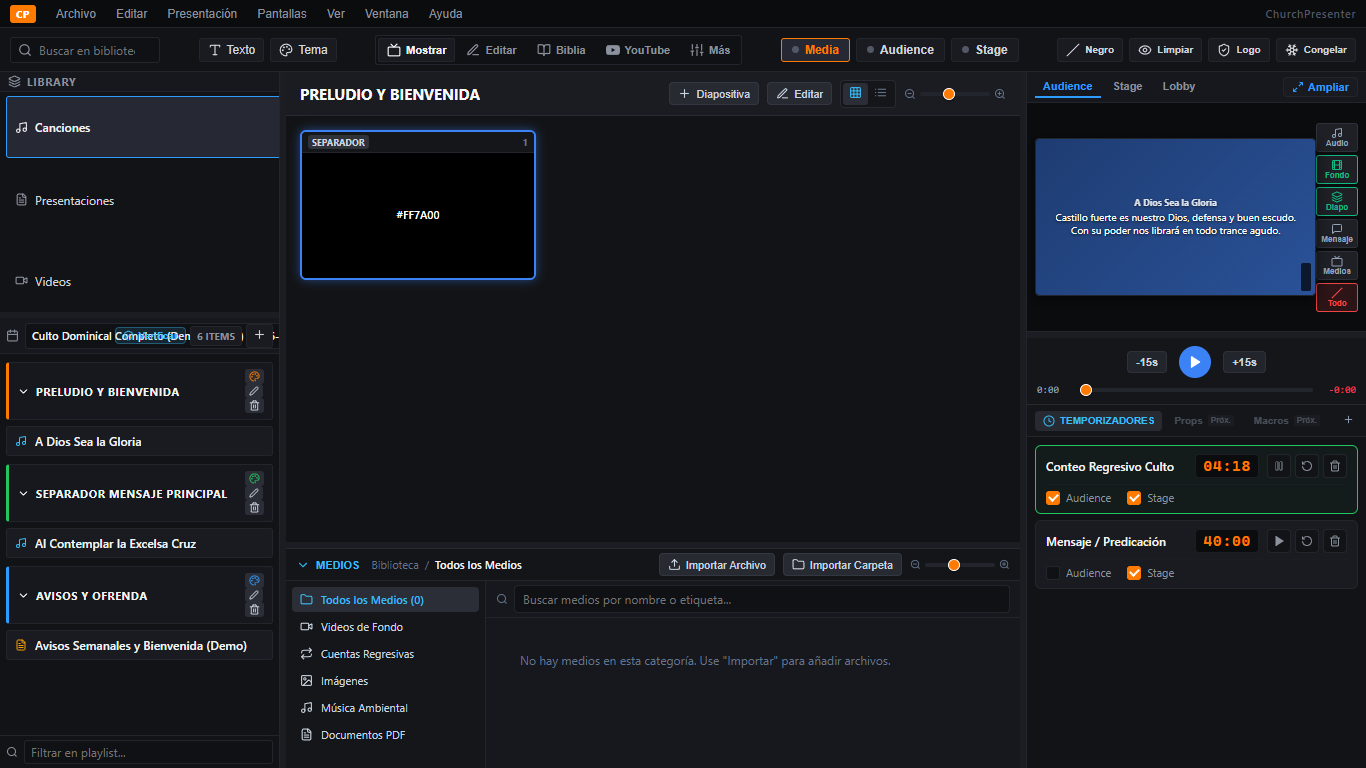 CP Archivo Editar Presentación Pantallas Ver Ventana Ayuda ChurchPresenter
Buscar en bibliote Texto Tema Mostrar Editar Biblia YouTube Más Media Audience Stage Negro Limpiar Logo Congelar
LIBRARY
Canciones
Presentaciones
Videos
Culto Dominical Completo (Den 6 ITEMS
PRELUDIO Y BIENVENIDA
A Dios Sea la Gloria
SEPARADOR MENSAJE PRINCIPAL
Al Contemplar la Excelsa Cruz
AVISOS Y OFRENDA
Avisos Semanales y Bienvenida (Demo)
Filtrar en playlist...
PRELUDIO Y BIENVENIDA Diapositiva Editar
SEPARADOR 1
#FF7A00
MEDIOS Biblioteca / Todos los Medios Importar Archivo Importar Carpeta
Todos los Medios (0)
Videos de Fondo
Cuentas Regresivas
Imágenes
Música Ambiental
Documentos PDF
Buscar medios por nombre o etiqueta...
No hay medios en esta categoría. Use "Importar" para añadir archivos.
Audience Stage Lobby Ampliar
A Dios Sea la Gloria
Castillo fuerte es nuestro Dios, defensa y buen escudo.
Con su poder nos librará en todo trance agudo.
Audio
Fondo
Diapo
Mensaje
Medios
Todo
-15s +15s
0:00 -0:00
TEMPORIZADORES Props Próx. Macros Próx.
Conteo Regresivo Culto 04:18
Audience Stage
Mensaje / Predicación 40:00
Audience Stage